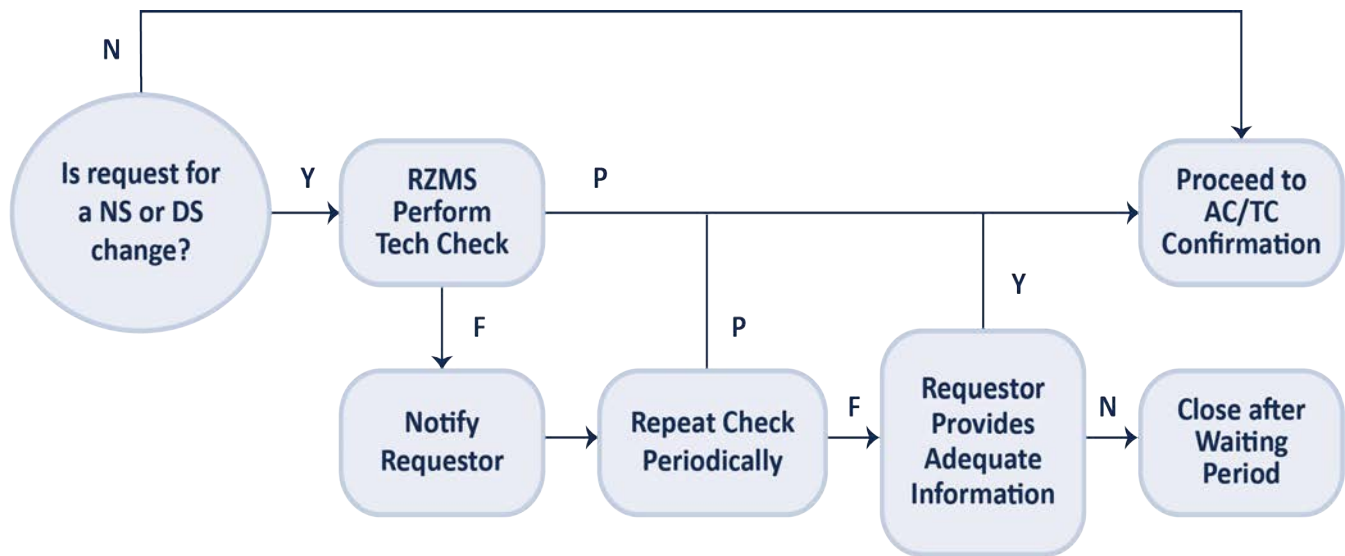 N
Is request for
a NS or DS
change?
Y
RZMS
Perform
Tech Check
P
Proceed to
AC/TC
Confirmation
F
P
Y
Notify
Requestor
Repeat Check
Periodically
F
Requestor
Provides
Adequate
Information
N
Close after
Waiting
Period